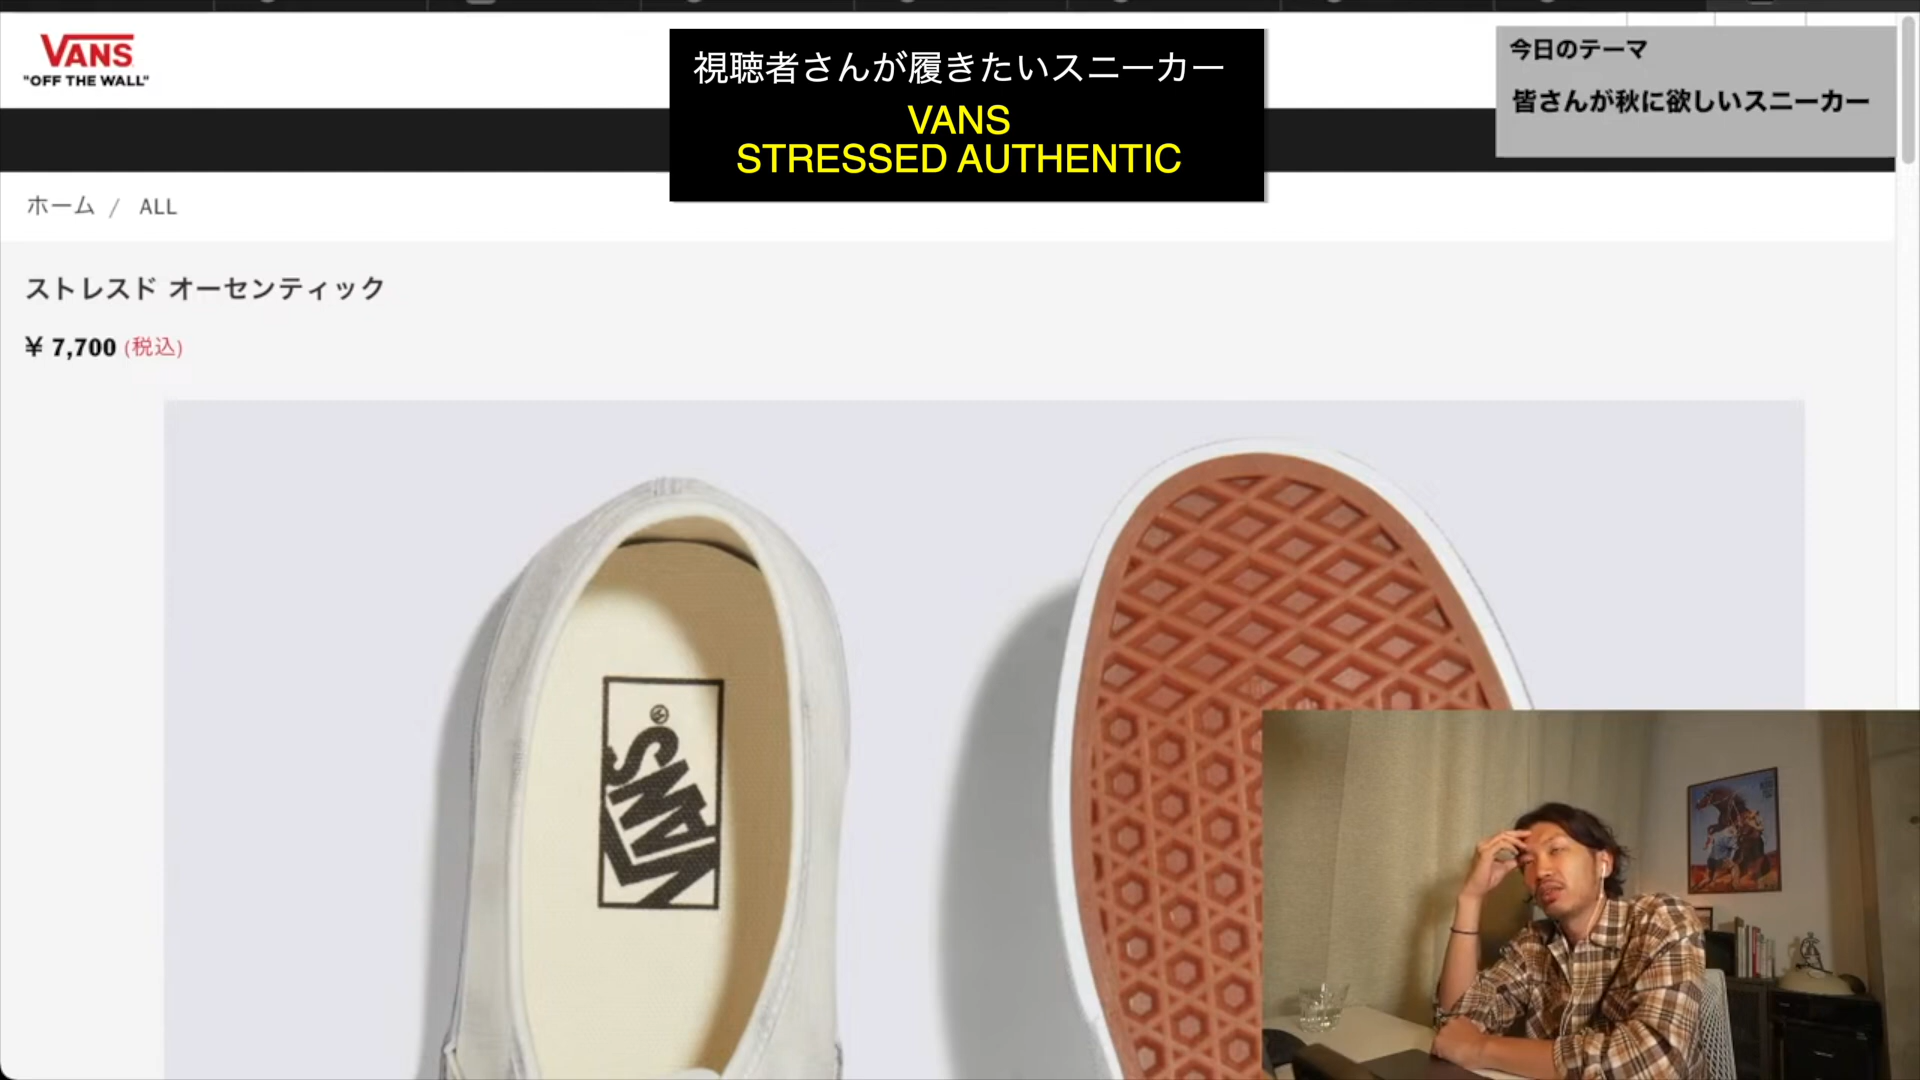 VANS
"OFF THE WALL"
視聴者さんが履きたいスニーカー
VANS
STRESSED AUTHENTIC
今日のテーマ
皆さんが秋に欲しいスニーカー
ホーム / ALL
ストレスド オーセンティック
¥ 7,700 (税込)
VANS